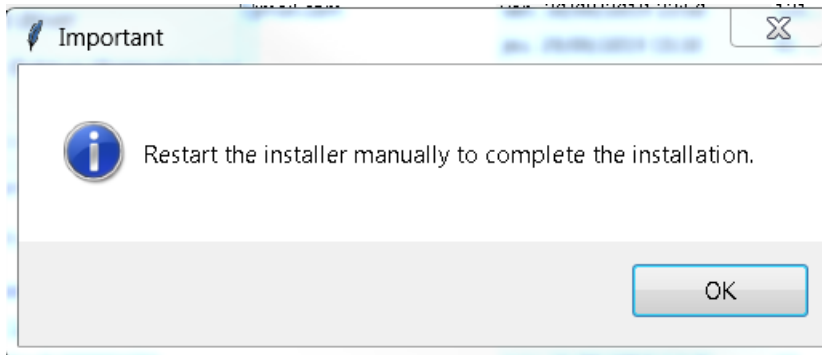 Important
Restart the installer manually to complete the installation.
OK